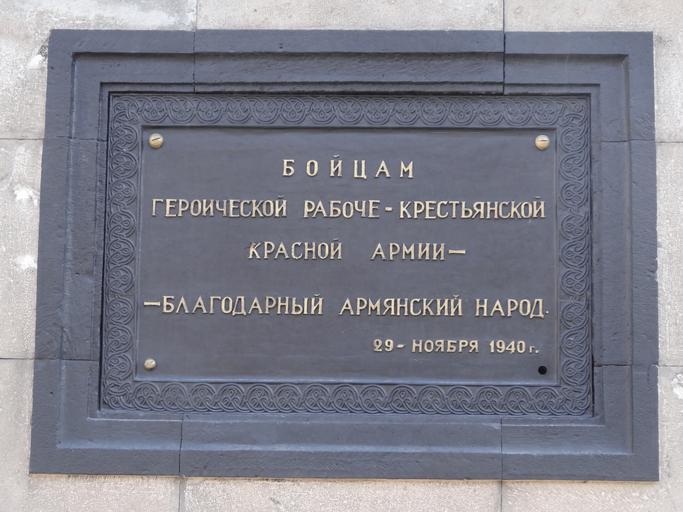 БОЙЦАМ
ГЕРОИЧЕСКОЙ РАБОЧЕ-КРЕСТЬЯНСКОЙ
КРАСНОЙ АРМИИ—
—БЛАГОДАРНЫЙ АРМЯНСКИЙ НАРОД.
29- НОЯБРЯ 1940 г.